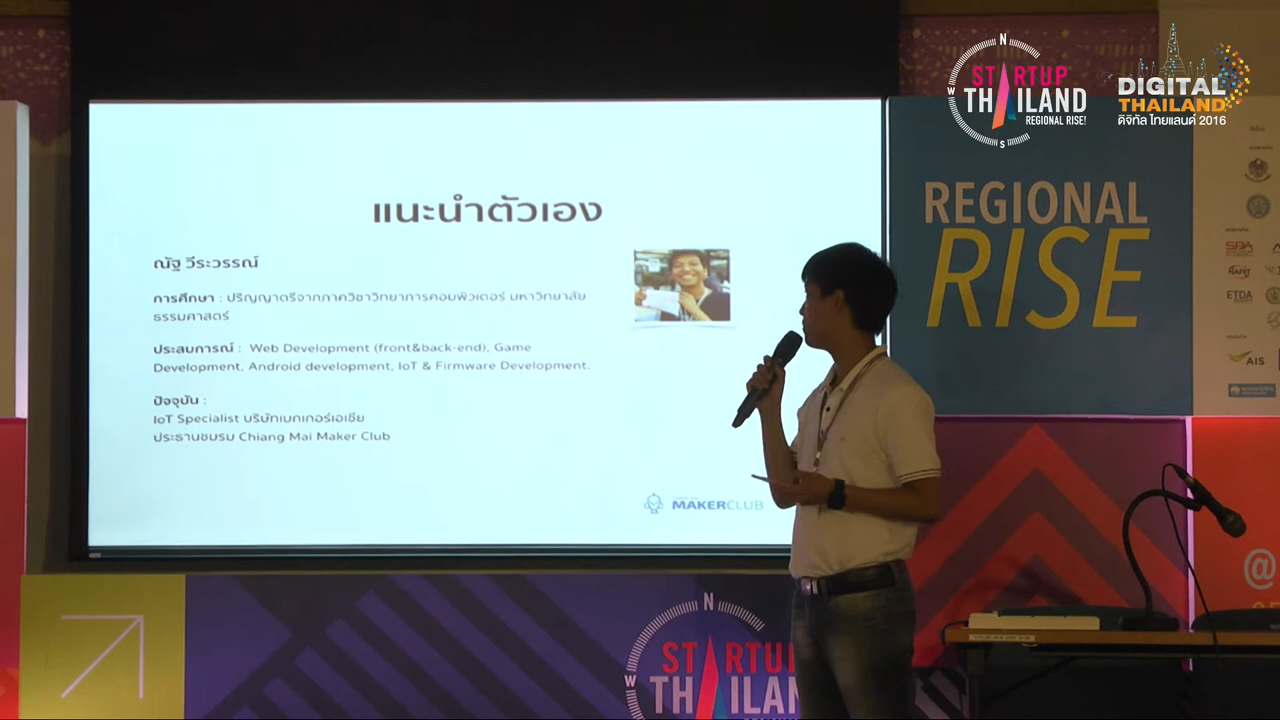 STARTUP
THAILAND
REGIONAL RISE!
N
W
S
DIGITAL
THAILAND
ดิจิทัล ไทยแลนด์ 2016
แนะนำตัวเอง
ณัฐ วีระวรรณ์
การศึกษา : ปริญญาตรีจากภาควิชาวิทยาการคอมพิวเตอร์ มหาวิทยาลัย
ธรรมศาสตร์
ประสบการณ์ : Web Development (front&back-end), Game
Development, Android development, IoT & Firmware Development.
ปัจจุบัน :
IoT Specialist บริษัทเมกเกอร์เอเชีย
ประธานชมรม Chiang Mai Maker Club
MAKERCLUB
REGIONAL
RISE
SPA
NAPIT
ETDA
AIS
N
W
STARTU
THAILAN
@